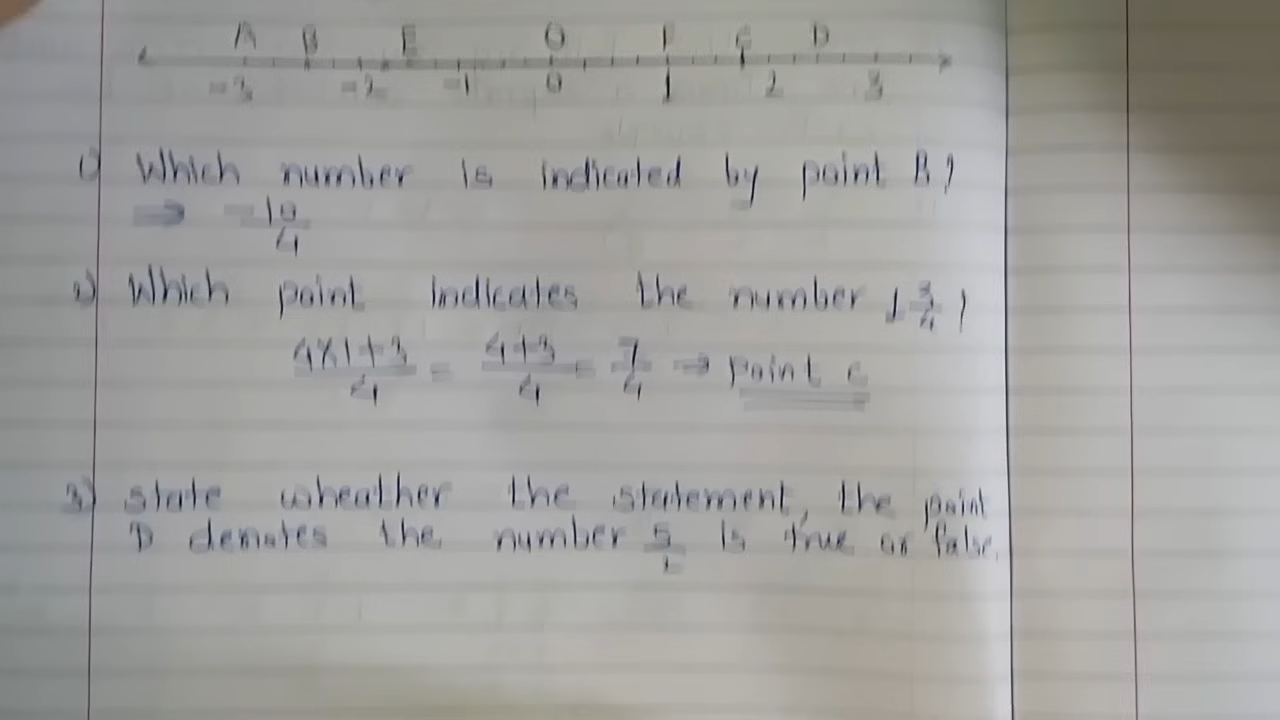 A B E O F C D
-3 -2 -1 0 1 2 3
1) Which number is indicated by point B?
⇒ -10/4
2) Which point indicates the number 1 3/4?
4×1+3/4 = 4+3/4 = 7/4 → point c
3) state wheather the statement, the point
D denotes the number 5/2 is true or false.